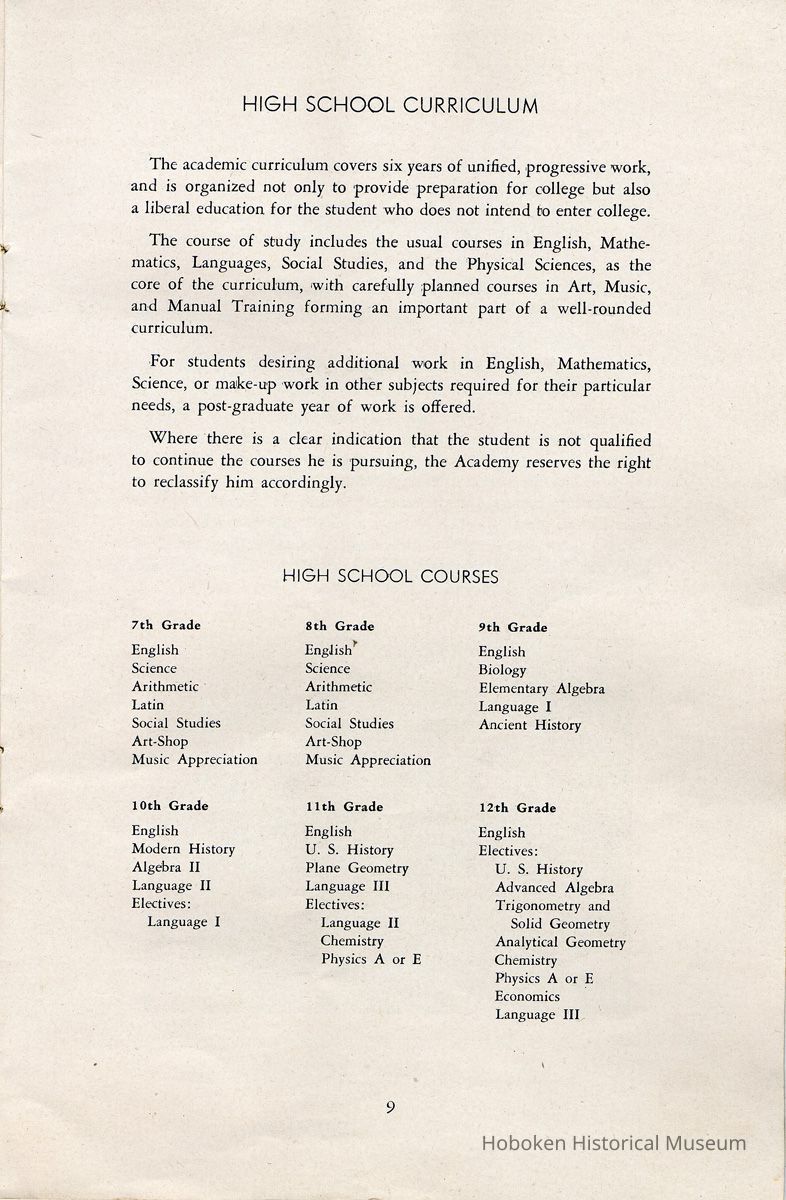 HIGH SCHOOL CURRICULUM
The academic curriculum covers six years of unified, progressive work,
and is organized not only to provide preparation for college but also
a liberal education for the student who does not intend to enter college.
The course of study includes the usual courses in English, Mathe-
matics, Languages, Social Studies, and the Physical Sciences, as the
core of the curriculum, with carefully planned courses in Art, Music,
and Manual Training forming an important part of a well-rounded
curriculum.
For students desiring additional work in English, Mathematics,
Science, or make-up work in other subjects required for their particular
needs, a post-graduate year of work is offered.
Where there is a clear indication that the student is not qualified
to continue the courses he is pursuing, the Academy reserves the right
to reclassify him accordingly.
HIGH SCHOOL COURSES
7th Grade
English
Science
Arithmetic
Latin
Social Studies
Art-Shop
Music Appreciation
8th Grade
English
Science
Arithmetic
Latin
Social Studies
Art-Shop
Music Appreciation
9th Grade
English
Biology
Elementary Algebra
Language I
Ancient History
10th Grade
English
Modern History
Algebra II
Language II
Electives:
Language I
11th Grade
English
U. S. History
Plane Geometry
Language III
Electives:
Language II
Chemistry
Physics A or E
12th Grade
English
Electives:
U. S. History
Advanced Algebra
Trigonometry and
Solid Geometry
Analytical Geometry
Chemistry
Physics A or E
Economics
Language III
9
Hoboken Historical Museum